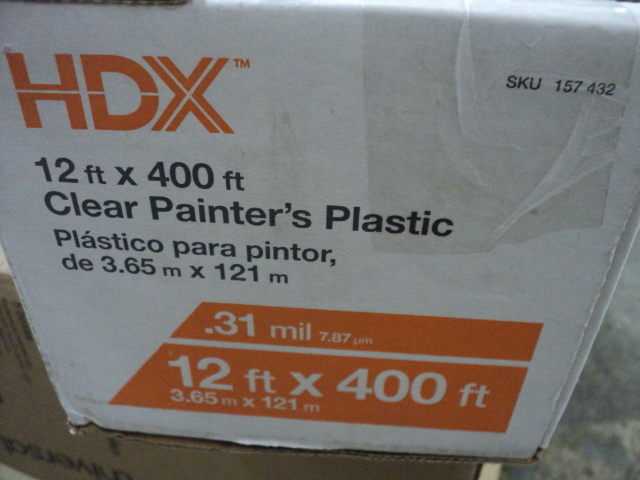 HDX™
SKU 157 432
12 ft x 400 ft
Clear Painter's Plastic
Plástico para pintor,
de 3.65 m x 121 m
.31 mil 7.87 µm
12 ft x 400 ft
3.65 m x 121 m